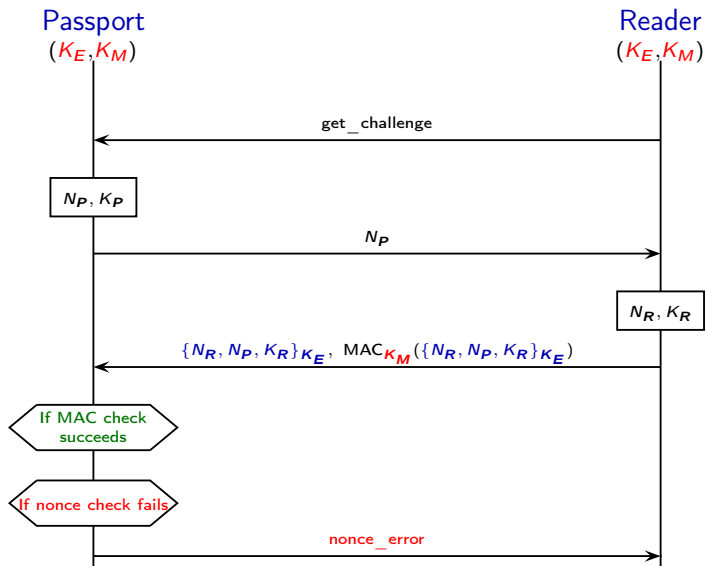 Passport Reader
(K_E, K_M) (K_E, K_M)
get_challenge
N_P, K_P
N_P
N_R, K_R
{N_R, N_P, K_R}_{K_E}, MAC_{K_M}({N_R, N_P, K_R}_{K_E})
If MAC check
succeeds
If nonce check fails
nonce_error